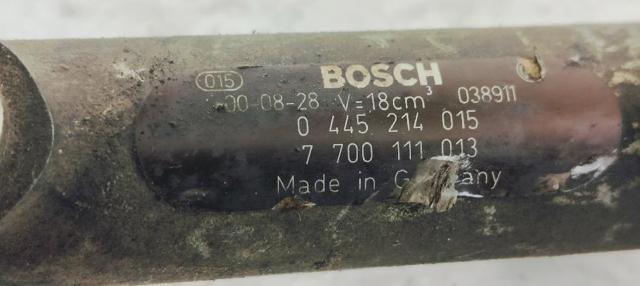 015 BOSCH
00-08-28 V=18cm³ 038911
0 445 214 015
7 700 111 013
Made in